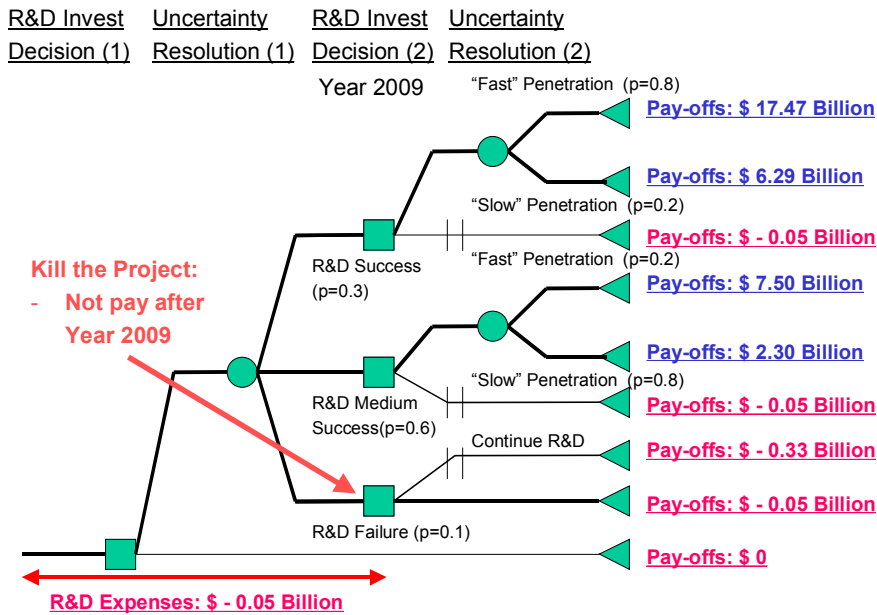 R&D Invest
Decision (1)
Uncertainty
Resolution (1)
R&D Invest
Decision (2)
Uncertainty
Resolution (2)
Year 2009
“Fast” Penetration (p=0.8)
Pay-offs: $ 17.47 Billion
Pay-offs: $ 6.29 Billion
“Slow” Penetration (p=0.2)
Pay-offs: $ - 0.05 Billion
R&D Success
(p=0.3)
“Fast” Penetration (p=0.2)
Pay-offs: $ 7.50 Billion
Kill the Project:
- Not pay after
Year 2009
Pay-offs: $ 2.30 Billion
“Slow” Penetration (p=0.8)
Pay-offs: $ - 0.05 Billion
R&D Medium
Success(p=0.6)
Continue R&D
Pay-offs: $ - 0.33 Billion
Pay-offs: $ - 0.05 Billion
R&D Failure (p=0.1)
Pay-offs: $ 0
R&D Expenses: $ - 0.05 Billion